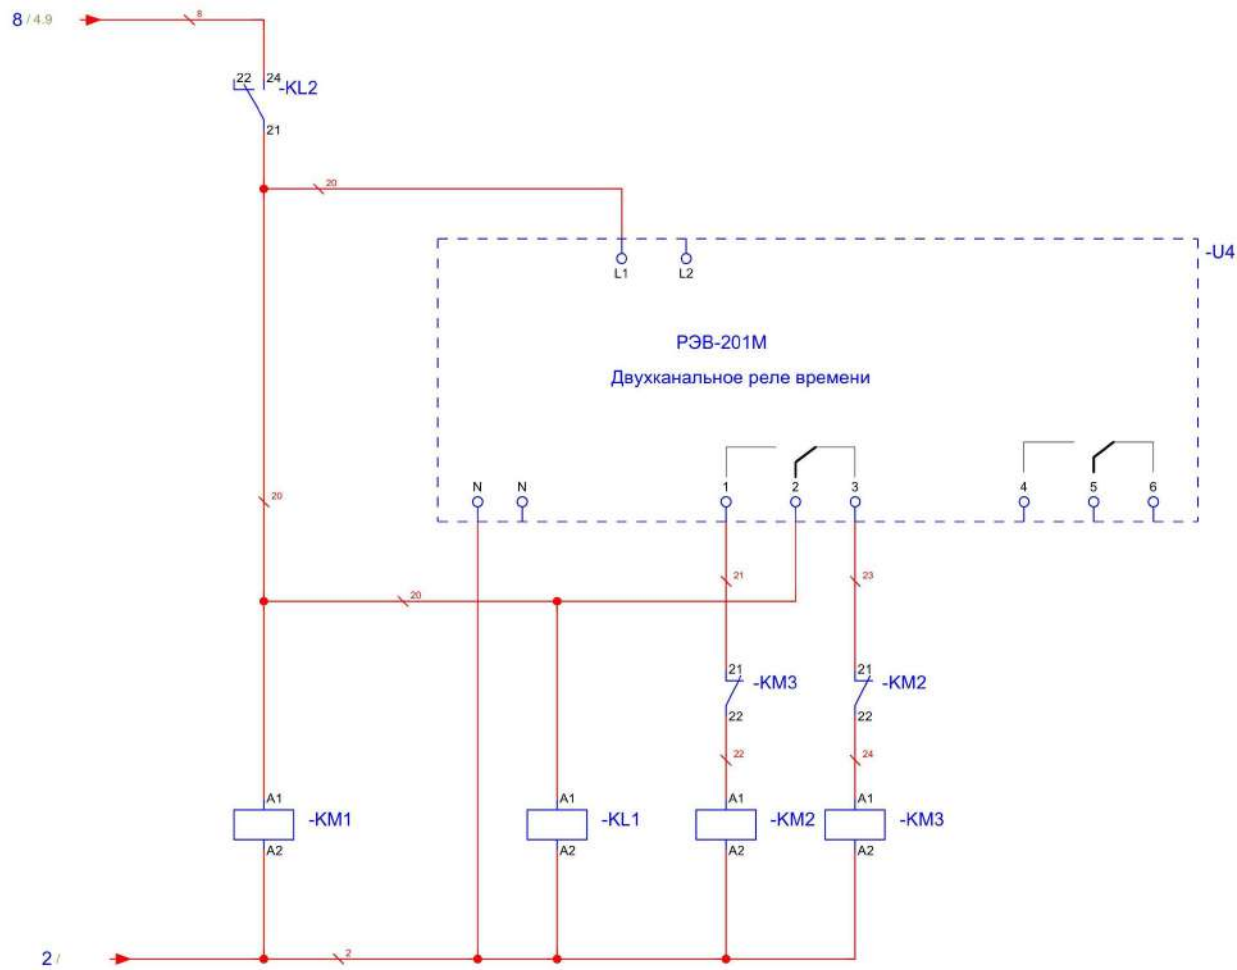 8 / 4.9
8
22 24
-KL2
21
20
-U4
L1 L2
РЭВ-201М
Двухканальное реле времени
N N 1 2 3 4 5 6
20
21 23
20
21 -KM3 21 -KM2
22 22
22 24
A1 A1 A1 A1
-KM1 -KL1 -KM2 -KM3
A2 A2 A2 A2
2 / 2